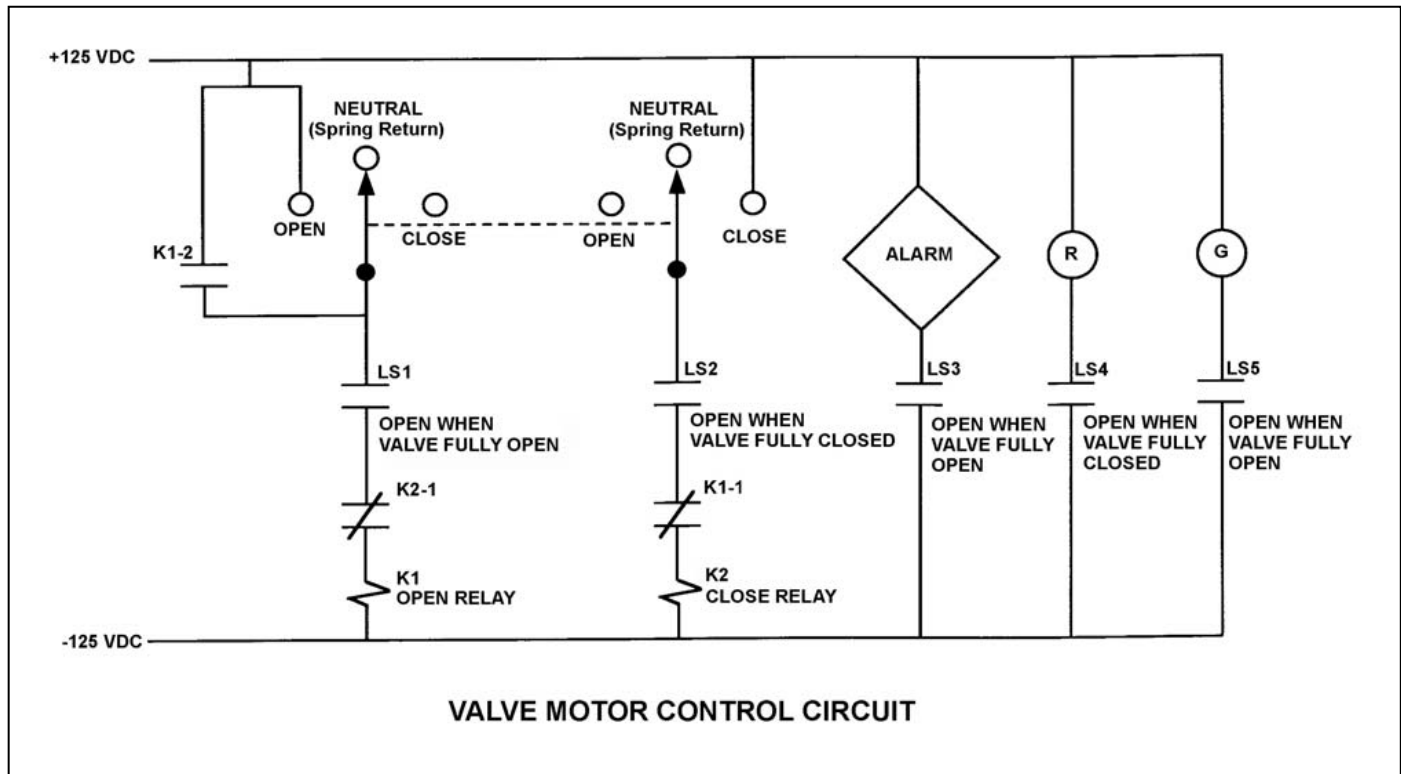 +125 VDC
NEUTRAL
(Spring Return)
NEUTRAL
(Spring Return)
OPEN
CLOSE
OPEN
CLOSE
K1-2
ALARM
R
G
LS1
OPEN WHEN
VALVE FULLY OPEN
LS2
OPEN WHEN
VALVE FULLY CLOSED
LS3
OPEN WHEN
VALVE FULLY
OPEN
LS4
OPEN WHEN
VALVE FULLY
CLOSED
LS5
OPEN WHEN
VALVE FULLY
OPEN
K2-1
K1-1
K1
OPEN RELAY
K2
CLOSE RELAY
-125 VDC
VALVE MOTOR CONTROL CIRCUIT